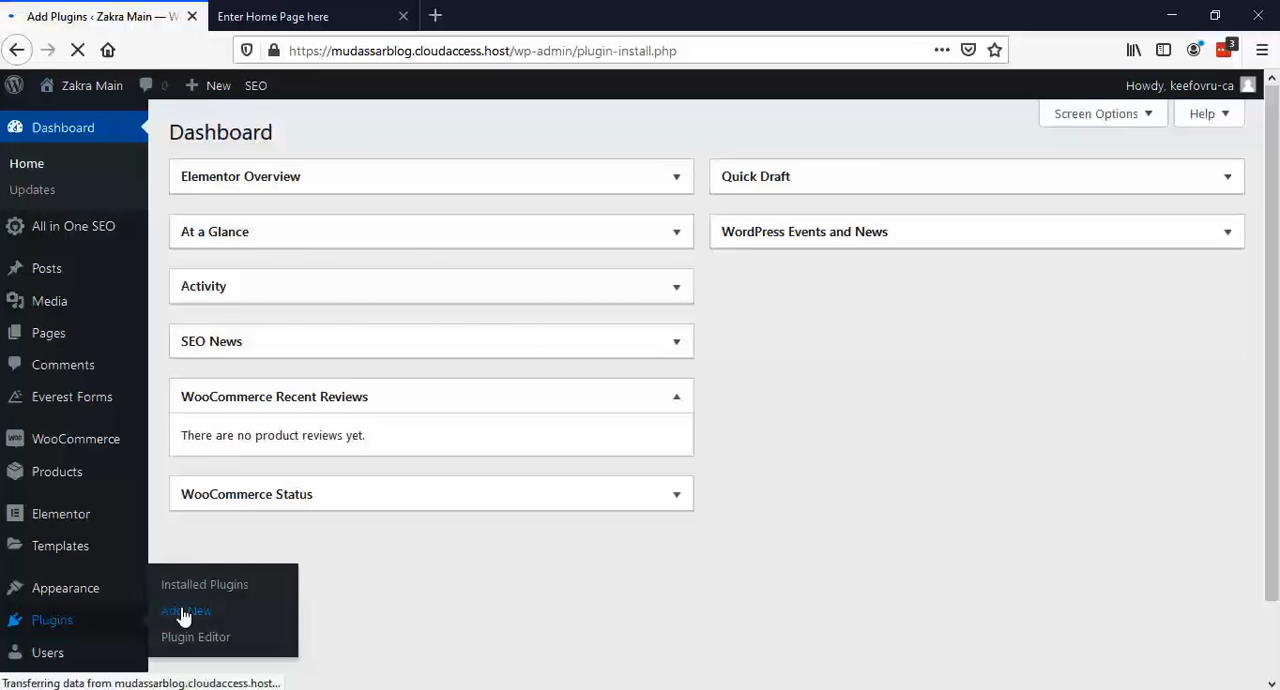 Add Plugins ‹ Zakra Main — W
Enter Home Page here
https://mudassarblog.cloudaccess.host/wp-admin/plugin-install.php
3
Zakra Main
0
New
SEO
Howdy, keefovru-ca
Dashboard
Home
Updates
All in One SEO
Posts
Media
Pages
Comments
Everest Forms
WooCommerce
Products
Elementor
Templates
Appearance
Plugins
Users
Installed Plugins
Add New
Plugin Editor
Screen Options
Help
Dashboard
Elementor Overview
At a Glance
Activity
SEO News
WooCommerce Recent Reviews
There are no product reviews yet.
WooCommerce Status
Quick Draft
WordPress Events and News
Transferring data from mudassarblog.cloudaccess.host...